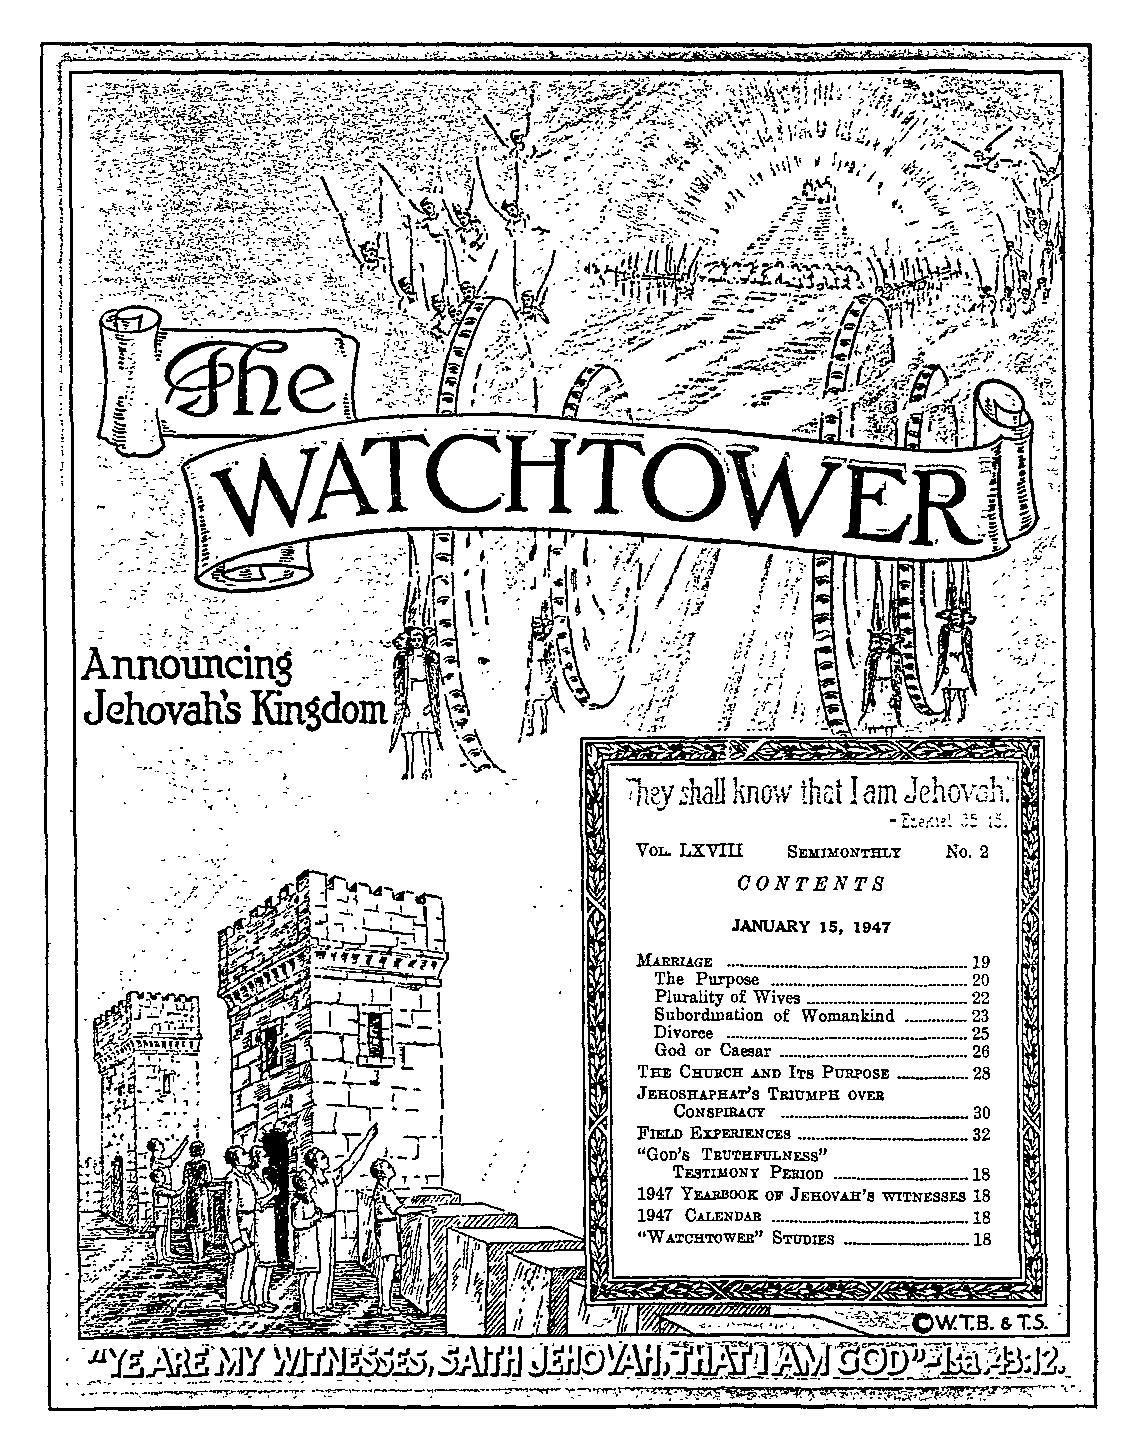 The
WATCHTOWER
Announcing
Jehovah's Kingdom
They shall know that I am Jehovah.'
- Ezekiel 35:15.
VOL. LXVIII SEMIMONTHLY NO. 2
CONTENTS
JANUARY 15, 1947
MARRIAGE 19
The Purpose 20
Plurality of Wives 22
Subordination of Womankind 23
Divorce 25
God or Caesar 26
THE CHURCH AND ITS PURPOSE 28
JEHOSHAPHAT'S TRIUMPH OVER
CONSPIRACY 30
FIELD EXPERIENCES 32
"GOD'S TRUTHFULNESS"
TESTIMONY PERIOD 18
1947 YEARBOOK OF JEHOVAH'S WITNESSES 18
1947 CALENDAR 18
"WATCHTOWER" STUDIES 18
©W.T.B. & T.S.
"YE ARE MY WITNESSES, SAITH JEHOVAH, THAT I AM GOD"-Isa. 43:12.